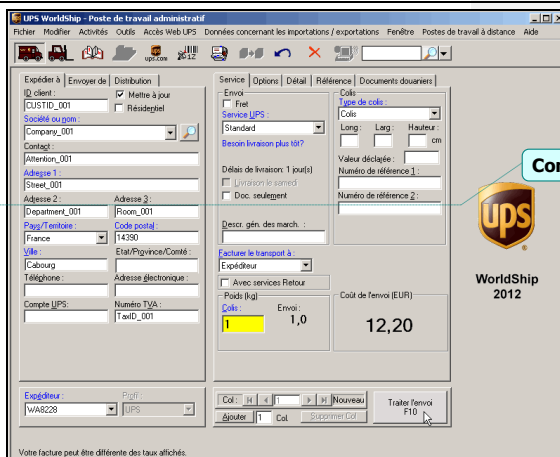 UPS WorldShip - Poste de travail administratif
Fichier Modifier Activités Outils Accès Web UPS Données concernant les importations / exportations Fenêtre Postes de travail à distance Aide
ups.com
Expédier à Envoyer de Distribution
ID client :
Mettre à jour
CUSTID_001
Résidentiel
Société ou nom :
Company_001
Contact :
Attention_001
Adresse 1 :
Street_001
Adresse 2 : Adresse 3 :
Department_001 Room_001
Pays/Territoire : Code postal :
France 14390
Ville : Etat/Province/Comté :
Cabourg
Téléphone : Adresse électronique :
Compte UPS: Numéro TVA :
TaxID_001
Expéditeur : Profil :
WA8228 UPS
Service Options Détail Référence Documents douaniers
Envoi
Fret
Service UPS :
Standard
Besoin livraison plus tôt?
Délais de livraison: 1 jour(s)
Livraison le samedi
Doc. seulement
Descr. gén. des march. :
Facturer le transport à :
Expéditeur
Avec services Retour
Poids (kg)
Colis : Envoi :
1 1,0
Colis
Type de colis :
Colis
Long: Larg: Hauteur :
cm
Valeur déclarée :
Numéro de référence 1 :
Numéro de référence 2 :
Coût de l'envoi (EUR)
12,20
Col : 1 Nouveau
Ajouter 1 Col. Supprimer Col
Traiter l'envoi
F10
Con
ups
WorldShip
2012
Votre facture peut être différente des taux affichés.